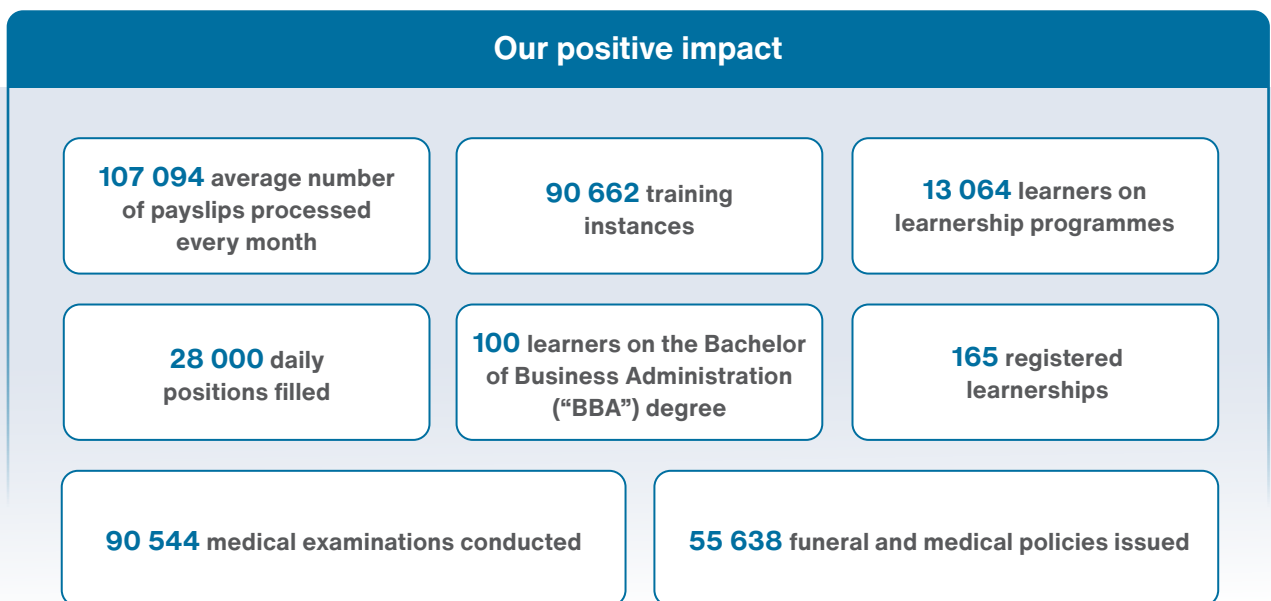 Our positive impact
107 094 average number
of payslips processed
every month
90 662 training
instances
13 064 learners on
learnership programmes
28 000 daily
positions filled
100 learners on the Bachelor
of Business Administration
(“BBA”) degree
165 registered
learnerships
90 544 medical examinations conducted
55 638 funeral and medical policies issued